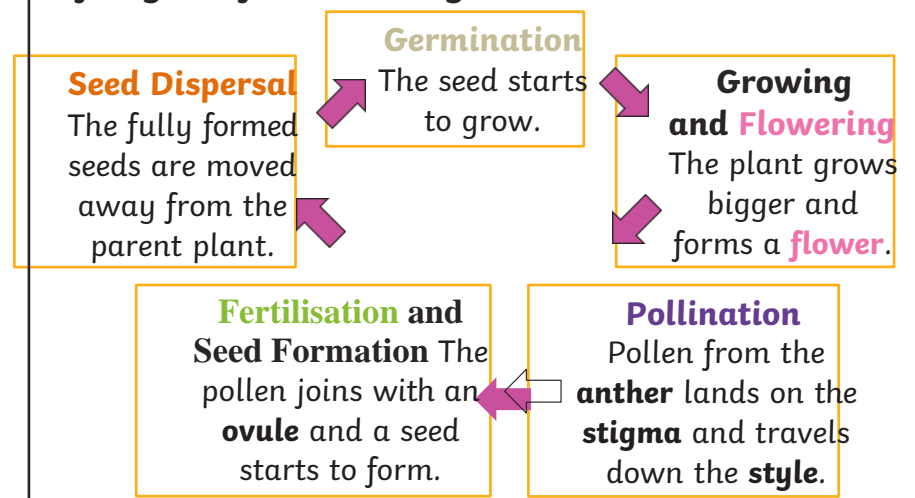 Germination
The seed starts
to grow.
Seed Dispersal
The fully formed
seeds are moved
away from the
parent plant.
Growing
and Flowering
The plant grows
bigger and
forms a flower.
Fertilisation and
Seed Formation The
pollen joins with an
ovule and a seed
starts to form.
Pollination
Pollen from the
anther lands on the
stigma and travels
down the style.